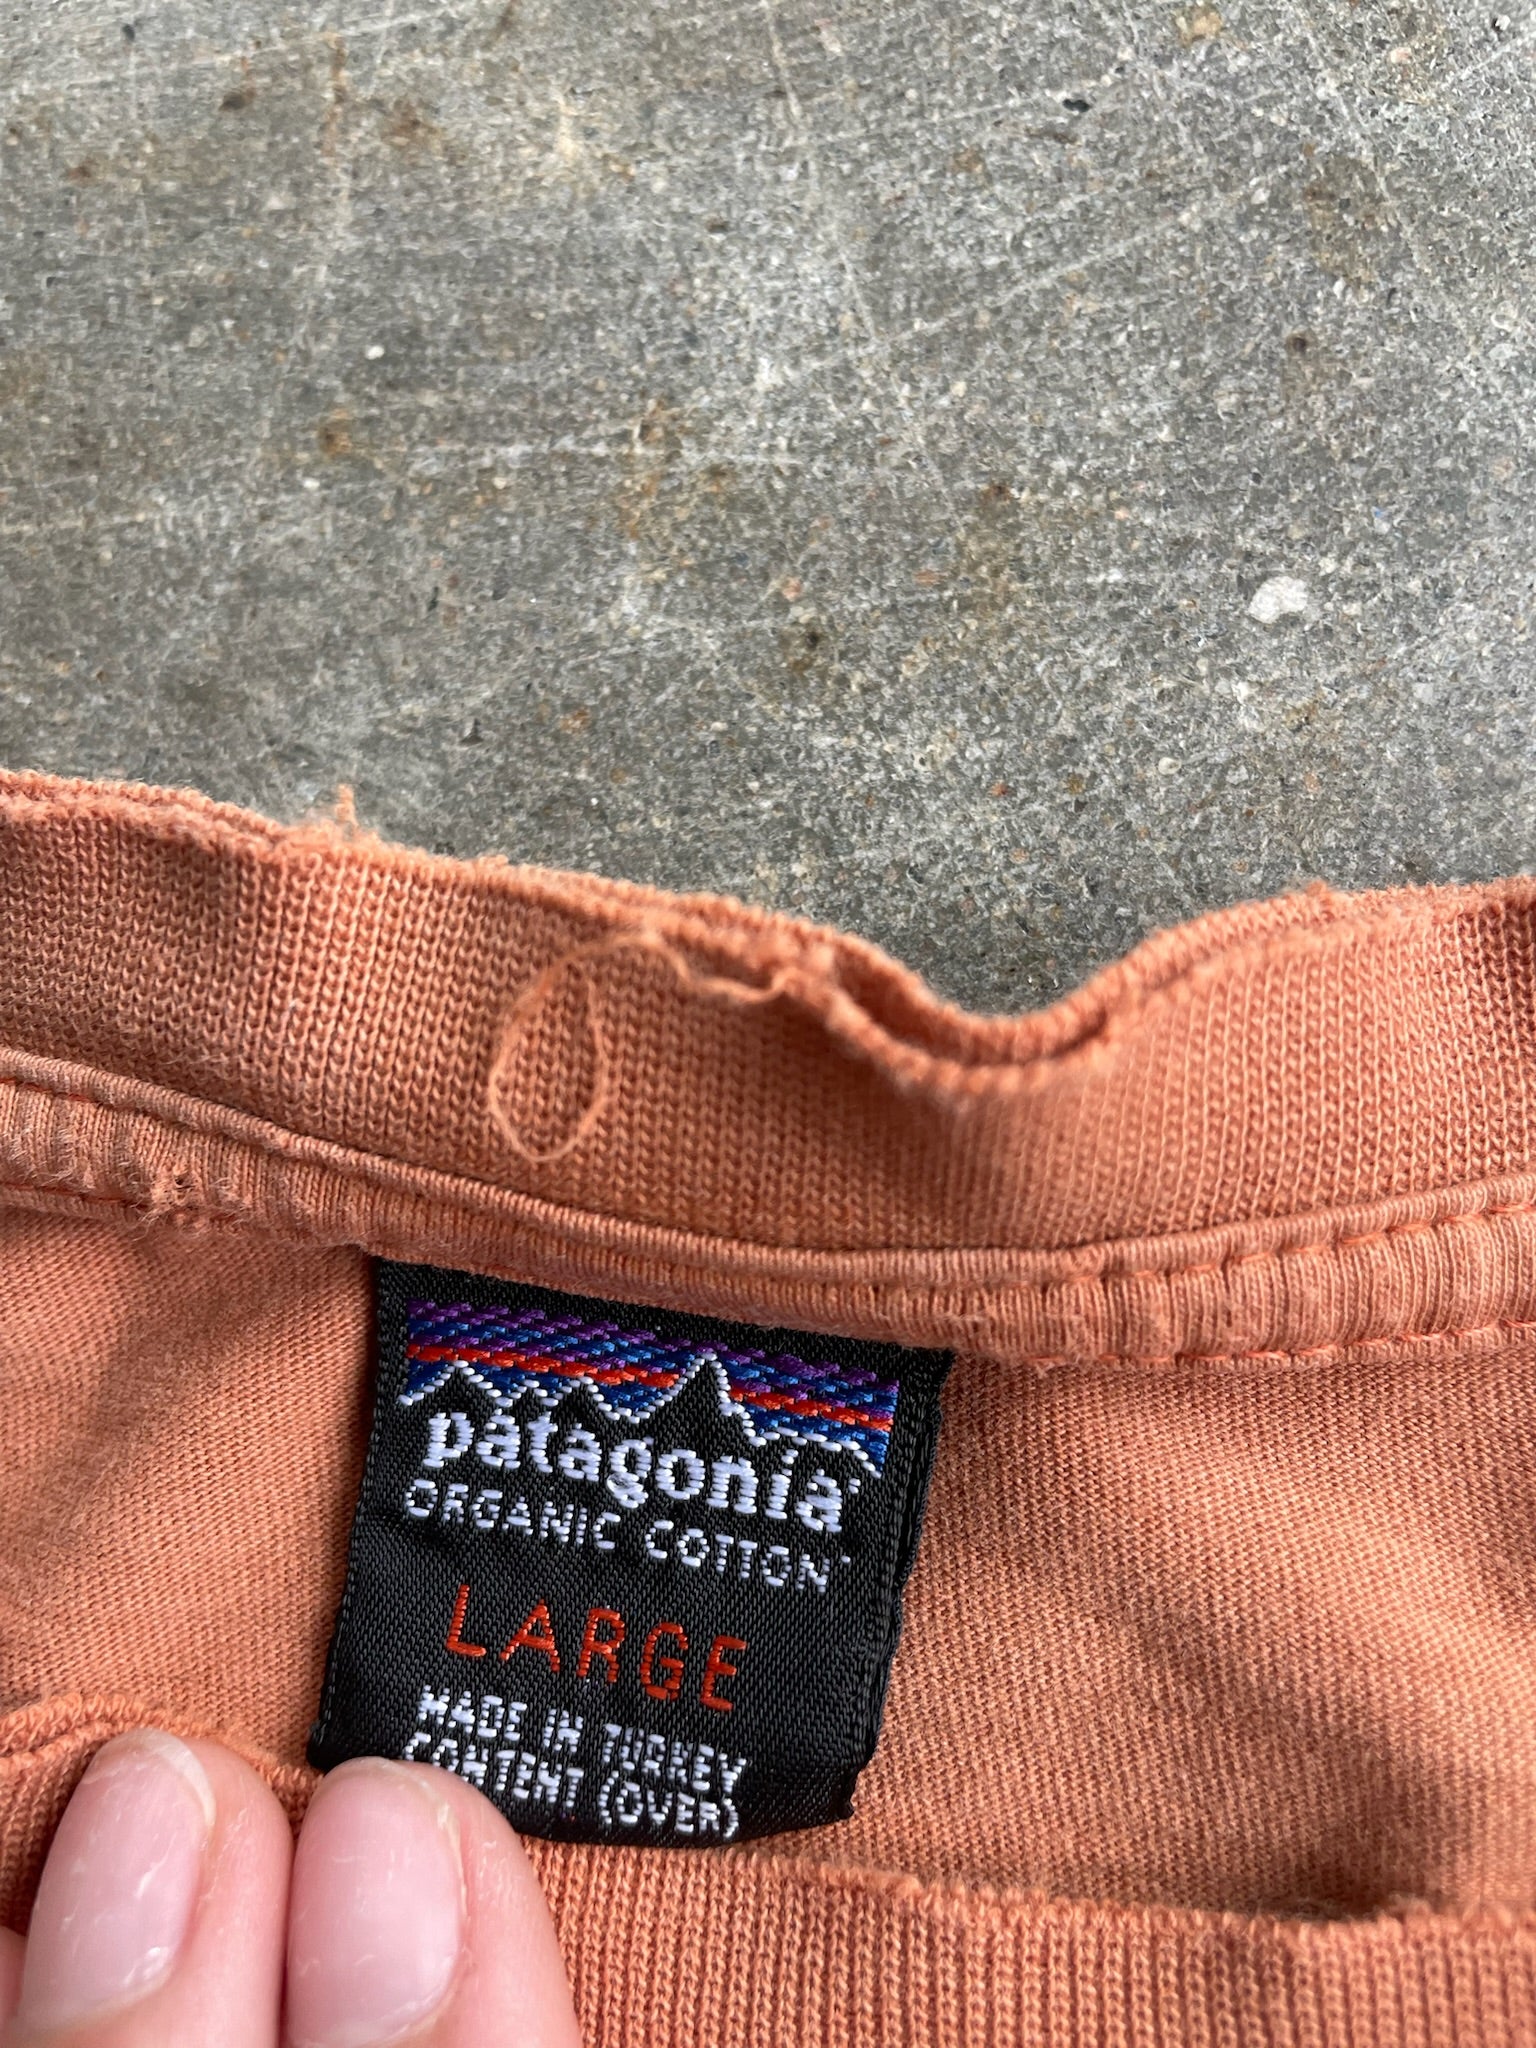 patagonia
ORGANIC COTTON
LARGE
MADE IN TURKEY
CONTENT (OVER)